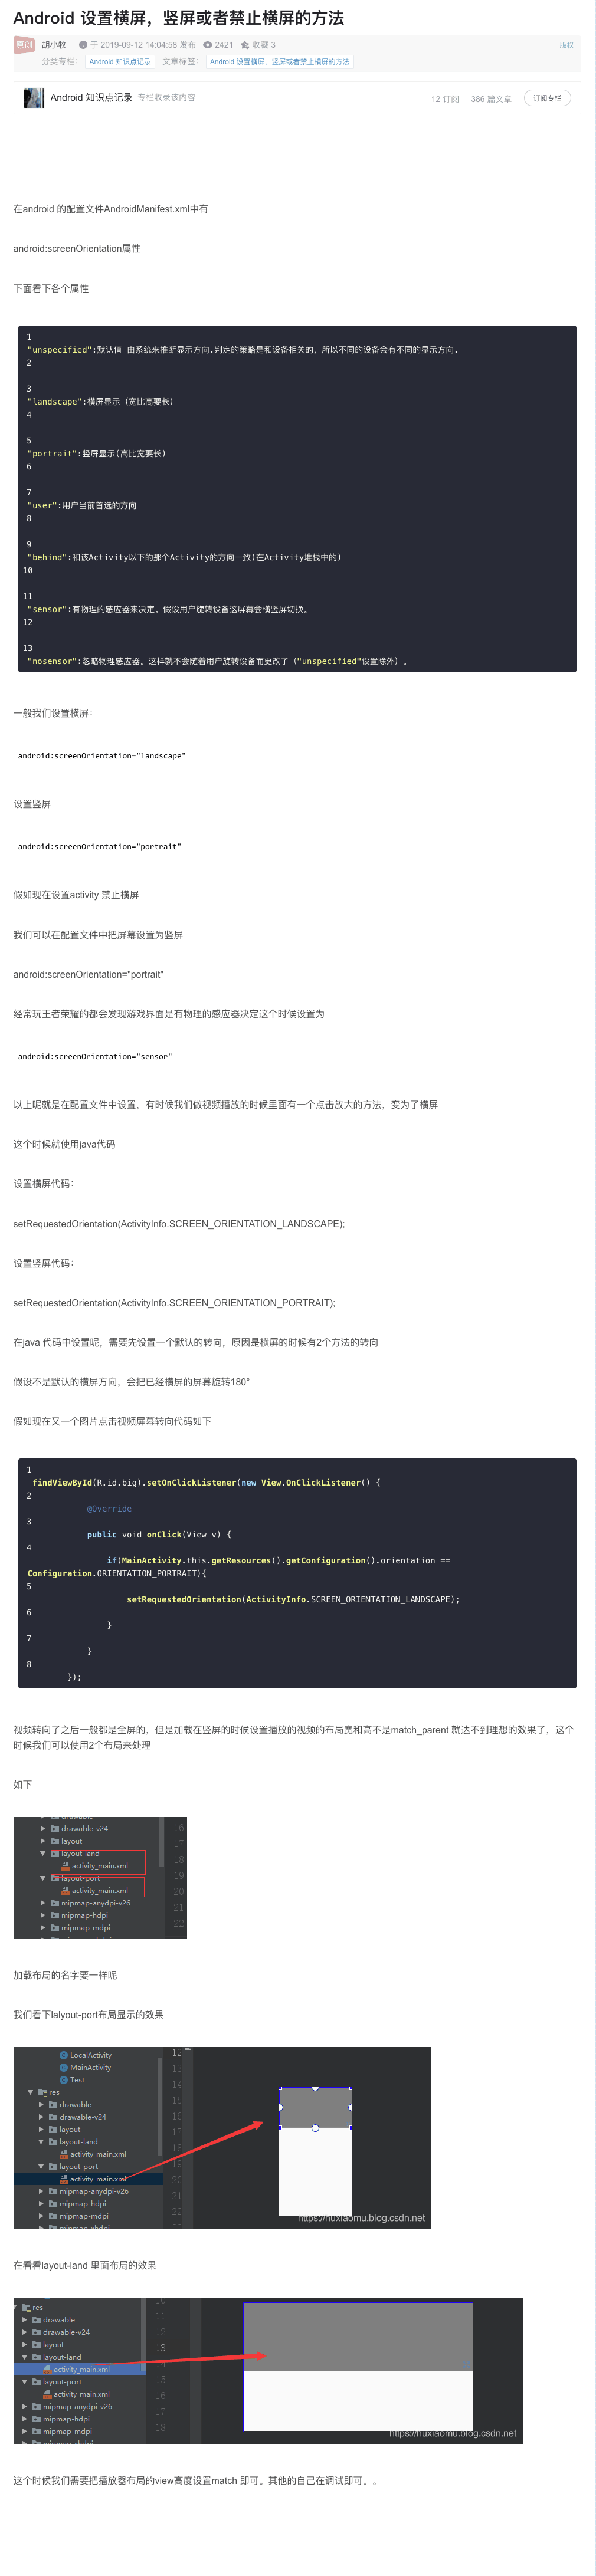 Android 设置横屏，竖屏或者禁止横屏的方法
原创 胡小牧 于 2019-09-12 14:04:58 发布 2421 收藏 3 版权
分类专栏： Android 知识点记录 文章标签： Android 设置横屏，竖屏或者禁止横屏的方法
Android 知识点记录 专栏收录该内容 12 订阅 386 篇文章 订阅专栏
在android 的配置文件AndroidManifest.xml中有
android:screenOrientation属性
下面看下各个属性
1
"unspecified":默认值 由系统来推断显示方向.判定的策略是和设备相关的，所以不同的设备会有不同的显示方向.
2
3
"landscape":横屏显示（宽比高要长）
4
5
"portrait":竖屏显示(高比宽要长)
6
7
"user":用户当前首选的方向
8
9
"behind":和该Activity以下的那个Activity的方向一致(在Activity堆栈中的)
10
11
"sensor":有物理的感应器来决定。假设用户旋转设备这屏幕会横竖屏切换。
12
13
"nosensor":忽略物理感应器，这样就不会随着用户旋转设备而更改了（"unspecified"设置除外）。
一般我们设置横屏：
android:screenOrientation="landscape"
设置竖屏
android:screenOrientation="portrait"
假如现在设置activity 禁止横屏
我们可以在配置文件中把屏幕设置为竖屏
android:screenOrientation="portrait"
经常玩王者荣耀的都会发现游戏界面是有物理的感应器决定这个时候设置为
android:screenOrientation="sensor"
以上呢就是在配置文件中设置，有时候我们做视频播放的时候里面有一个点击放大的方法，变为了横屏
这个时候就使用java代码
设置横屏代码：
setRequestedOrientation(ActivityInfo.SCREEN_ORIENTATION_LANDSCAPE);
设置竖屏代码：
setRequestedOrientation(ActivityInfo.SCREEN_ORIENTATION_PORTRAIT);
在java 代码中设置呢，需要先设置一个默认的转向，原因是横屏的时候有2个方法的转向
假设不是默认的横屏方向，会把已经横屏的屏幕旋转180°
假如现在又一个图片点击视频屏幕转向代码如下
1
findViewById(R.id.big).setOnClickListener(new View.OnClickListener() {
2
@Override
3
public void onClick(View v) {
4
if(MainActivity.this.getResources().getConfiguration().orientation ==
Configuration.ORIENTATION_PORTRAIT){
5
setRequestedOrientation(ActivityInfo.SCREEN_ORIENTATION_LANDSCAPE);
6
}
7
}
8
});
视频转向了之后一般都是全屏的，但是加载在竖屏的时候设置播放的视频的布局宽和高不是match_parent 就达不到理想的效果了，这个
时候我们可以使用2个布局来处理
如下
drawable-v24 16
layout 17
layout-land 18
activity_main.xml 19
layout-port
activity_main.xml 20
mipmap-anydpi-v26 21
mipmap-hdpi 22
mipmap-mdpi
加载布局的名字要一样呢
我们看下lalyout-port布局显示的效果
LocalActivity 12
MainActivity 13
Test 14
res 15
drawable 16
drawable-v24 17
layout
layout-land 18
activity_main.xml 19
layout-port
activity_main.xml 20
mipmap-anydpi-v26 21
mipmap-hdpi
mipmap-mdpi 22
mipmap-xhdpi
https://huxiaomu.blog.csdn.net
在看看layout-land 里面布局的效果
res 10
drawable 11
drawable-v24 12
layout 13
layout-land 14
activity_main.xml
layout-port 15
activity_main.xml 16
mipmap-anydpi-v26
mipmap-hdpi 17
mipmap-mdpi 18
mipmap-xhdpi
https://huxiaomu.blog.csdn.net
这个时候我们需要把播放器布局的view高度设置match 即可。其他的自己在调试即可。。